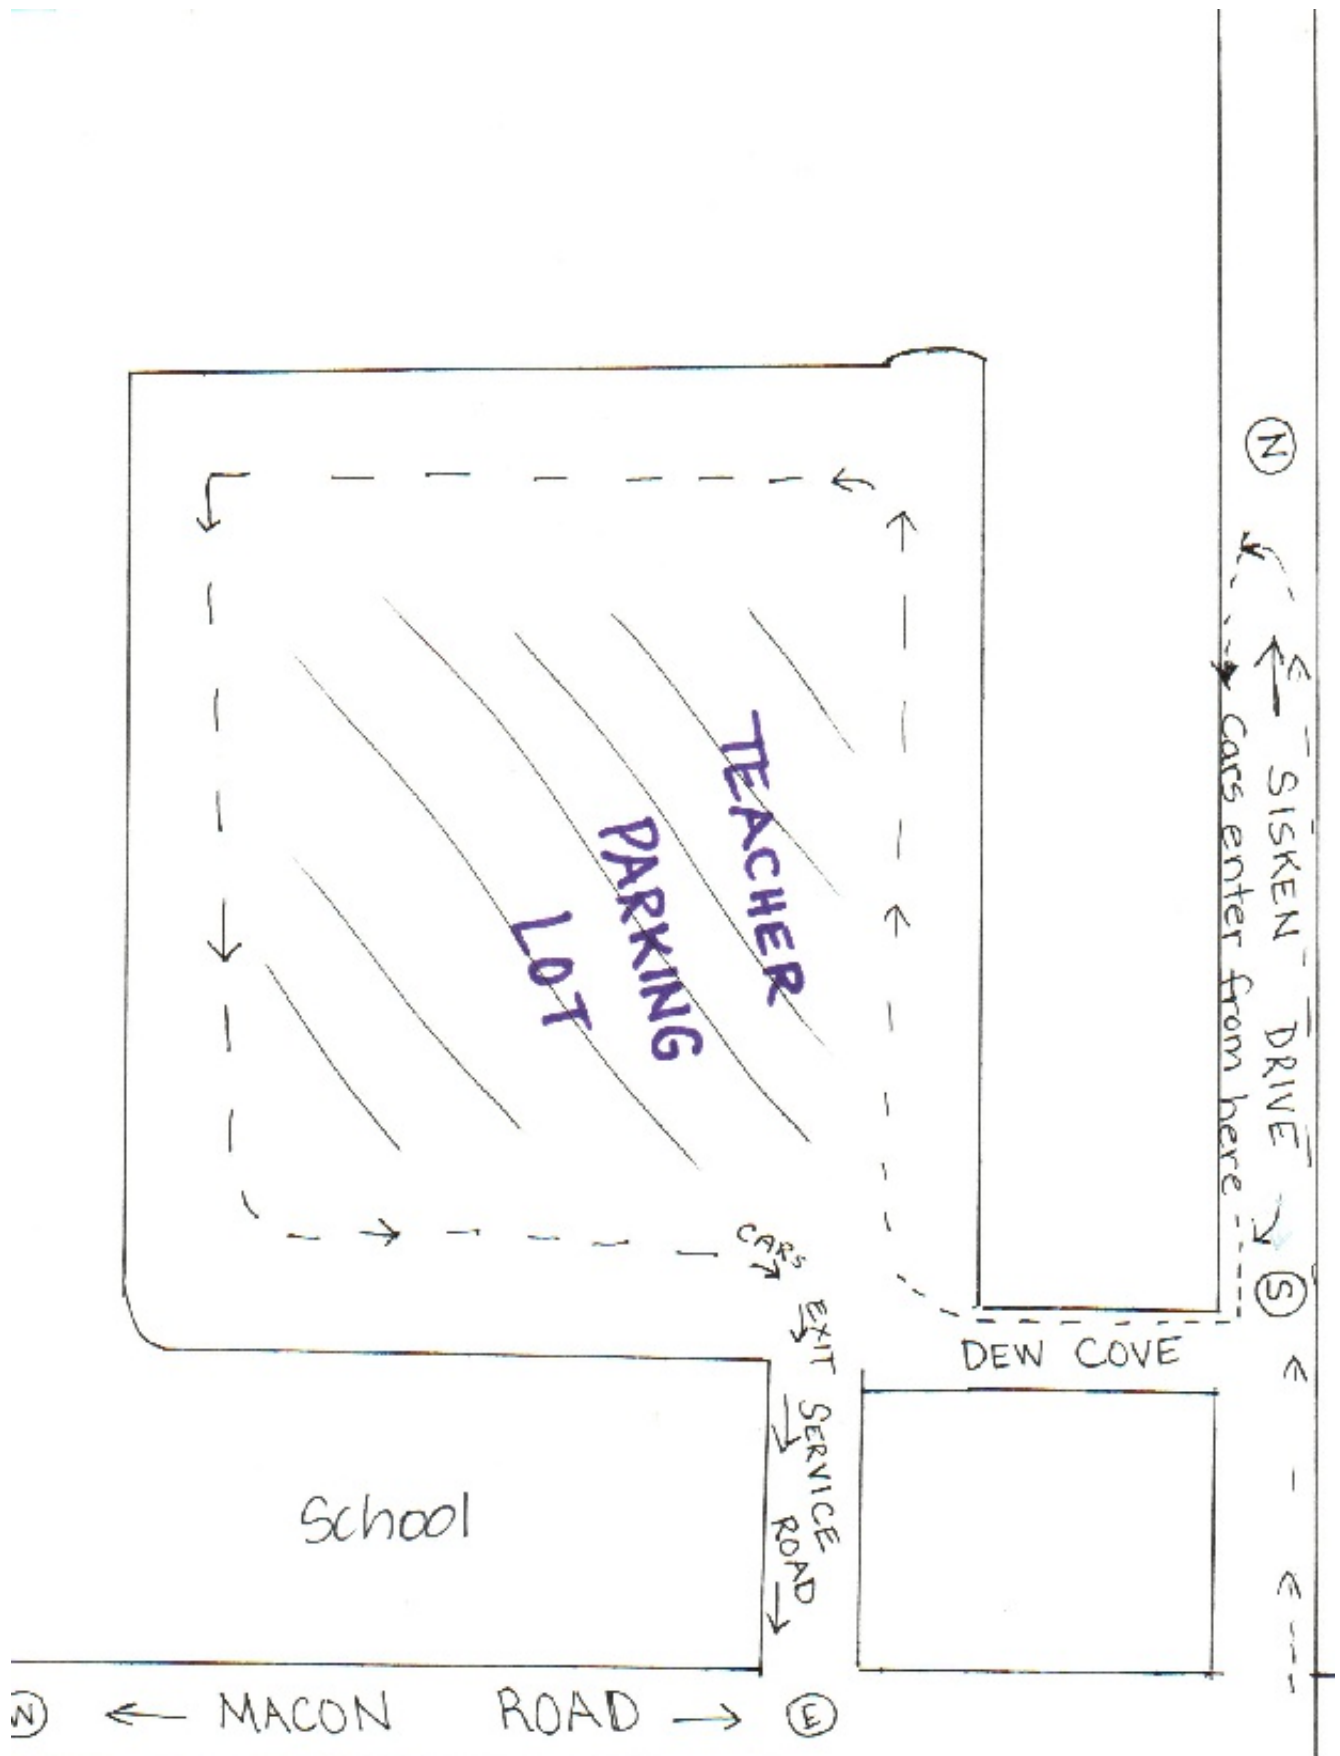 N
SISKEN DRIVE
Cars enter from here
S
TEACHER
PARKING
LOT
CARS
EXIT
DEW COVE
SERVICE
ROAD
School
W ← MACON ROAD → E